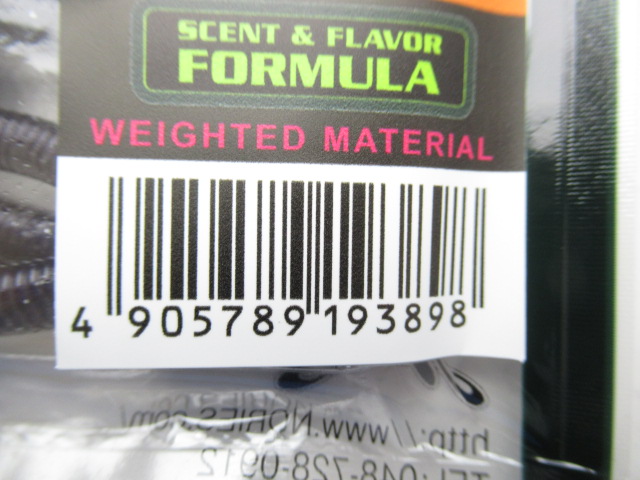 SCENT & FLAVOR
FORMULA
WEIGHTED MATERIAL
4 905789 193898
http://www.NORIES.com/
TEL:048-728-0912